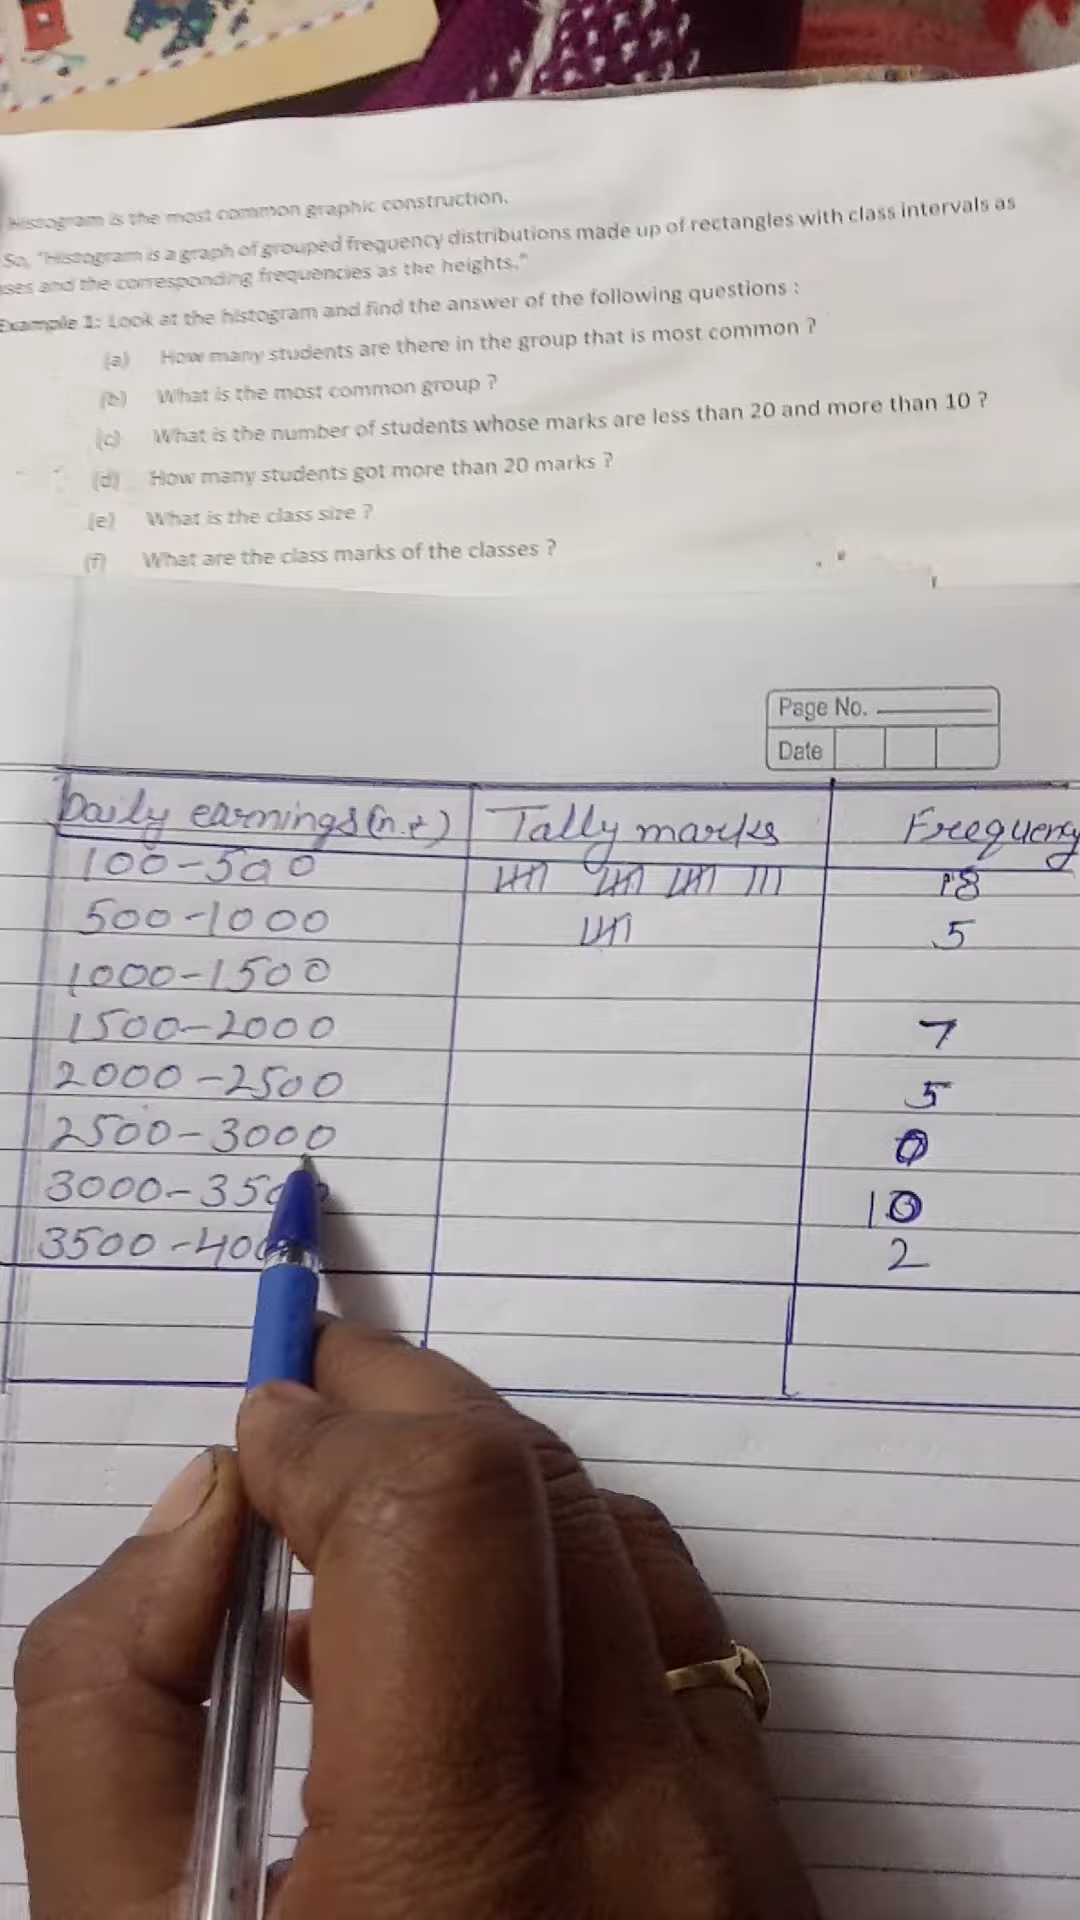 Histogram is the most common graphic construction.
So, "Histogram is a graph of grouped frequency distributions made up of rectangles with class intervals as
ses and the corresponding frequencies as the heights."
Example 1: Look at the histogram and find the answer of the following questions :
(a) How many students are there in the group that is most common ?
(b) What is the most common group ?
(c) What is the number of students whose marks are less than 20 and more than 10 ?
(d) How many students got more than 20 marks ?
(e) What is the class size ?
(f) What are the class marks of the classes ?
Page No.
Date
Daily earnings Tally marks Frequency
100-500 18
500-1000 5
1000-1500
1500-2000 7
2000-2500 5
2500-3000 0
3000-350 10
3500-400 2